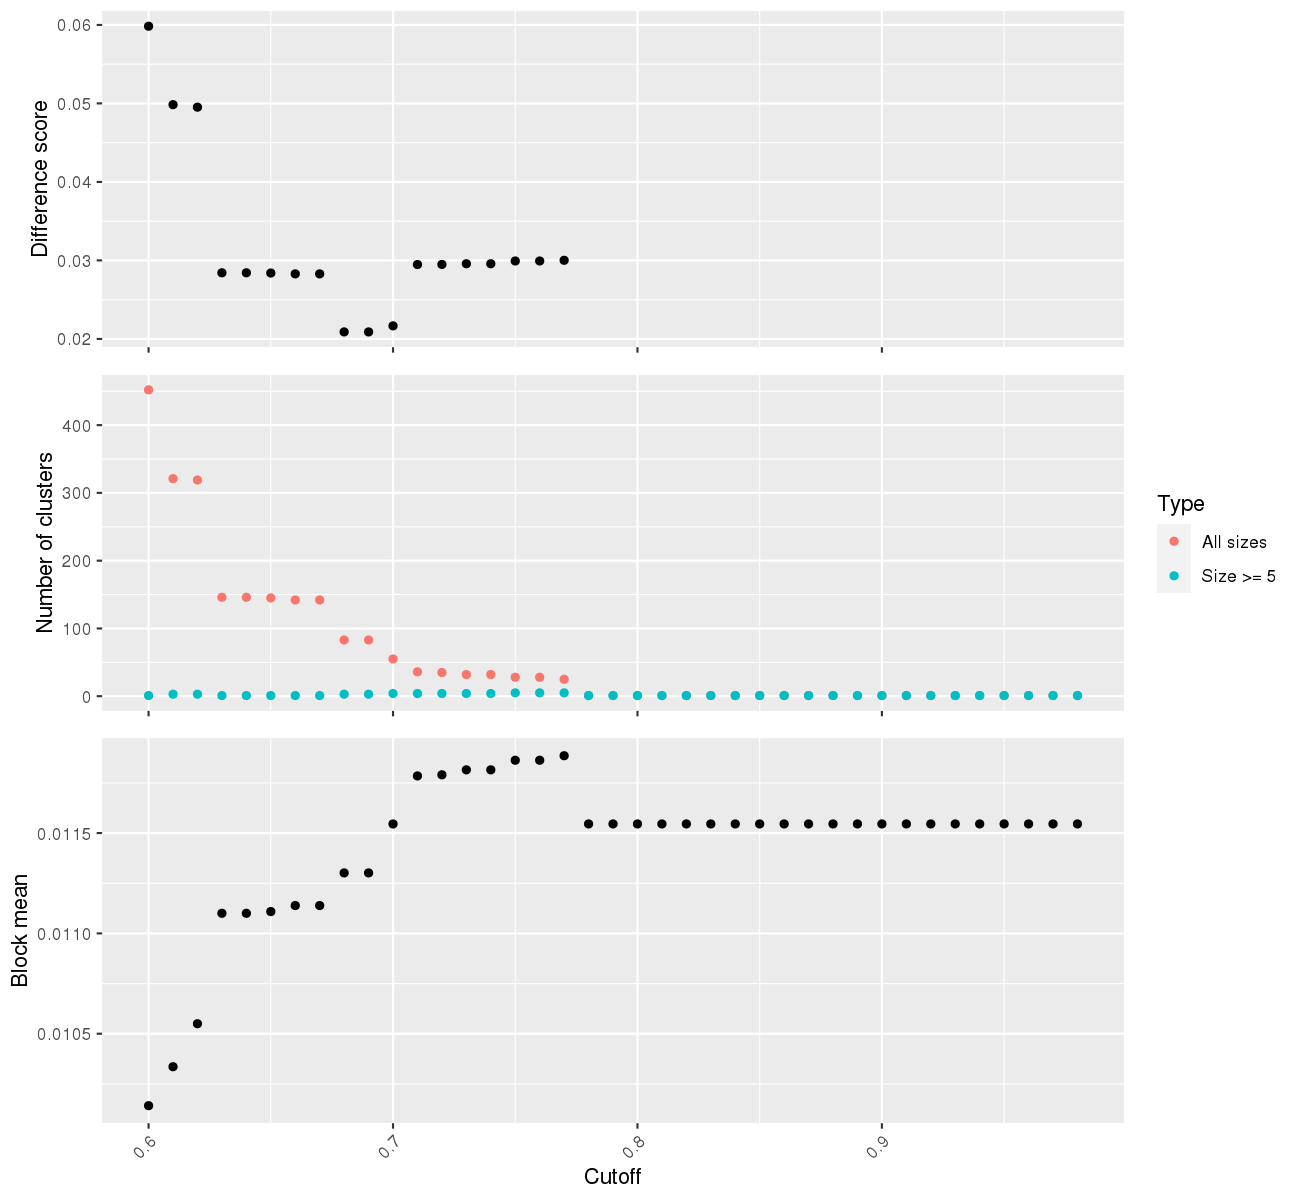 Difference score
0.06
0.05
0.04
0.03
0.02
Number of clusters
400
300
200
100
0
Type
All sizes
Size >= 5
Block mean
0.0115
0.0110
0.0105
0.6
0.7
0.8
0.9
Cutoff